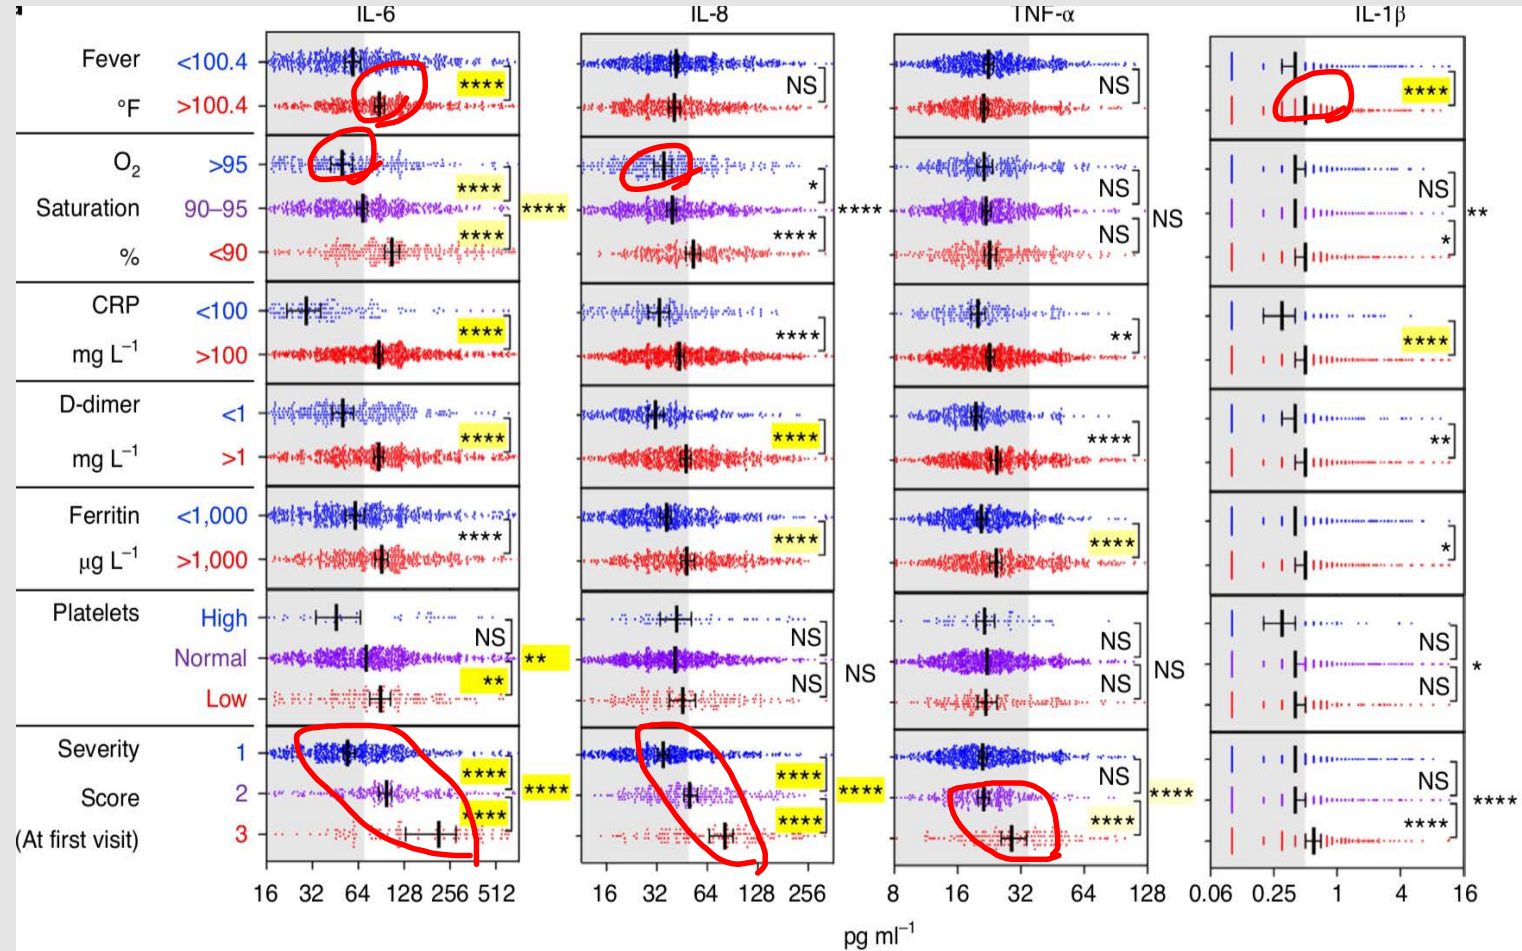 IL-6 IL-8 TNF-α IL-1β
Fever <100.4 **** NS NS ****
°F >100.4
O2 >95 **** * NS NS
Saturation 90–95 **** **** NS **
% <90 **** **** NS *
CRP <100 **** **** ** ****
mg L−1 >100
D-dimer <1 **** **** **** **
mg L−1 >1
Ferritin <1,000 **** **** **** *
µg L−1 >1,000
Platelets High NS NS NS NS
Normal ** NS NS *
Low ** NS NS NS
Severity 1 **** **** NS NS
Score 2 **** **** **** ****
(At first visit) 3 **** **** **** ****
16 32 64 128 256 512 16 32 64 128 256 8 16 32 64 128 0.06 0.25 1 4 16
pg ml−1